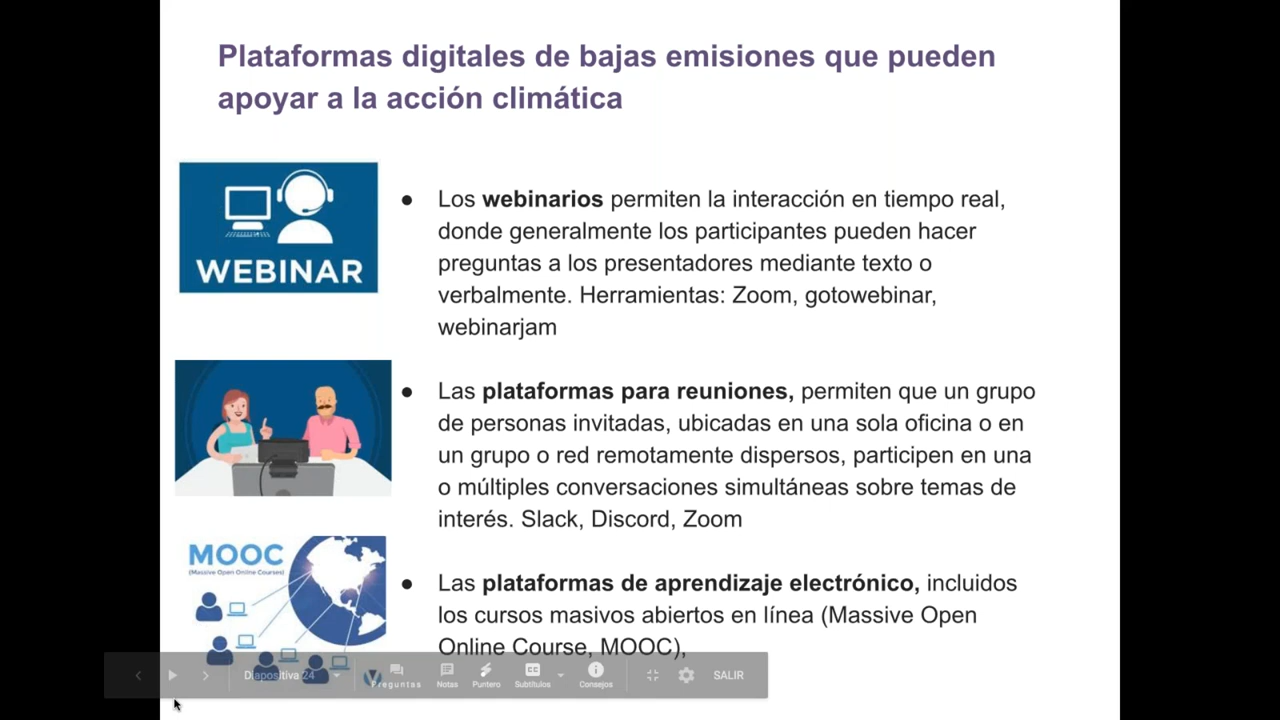 Plataformas digitales de bajas emisiones que pueden
apoyar a la acción climática
WEBINAR
● Los webinarios permiten la interacción en tiempo real,
donde generalmente los participantes pueden hacer
preguntas a los presentadores mediante texto o
verbalmente. Herramientas: Zoom, gotowebinar,
webinarjam
● Las plataformas para reuniones, permiten que un grupo
de personas invitadas, ubicadas en una sola oficina o en
un grupo o red remotamente dispersos, participen en una
o múltiples conversaciones simultáneas sobre temas de
interés. Slack, Discord, Zoom
MOOC
(Massive Open Online Courses)
● Las plataformas de aprendizaje electrónico, incluidos
los cursos masivos abiertos en línea (Massive Open
Online Course, MOOC),
Diapositiva 24
Preguntas
Notas
Puntero
Subtítulos
Consejos
SALIR